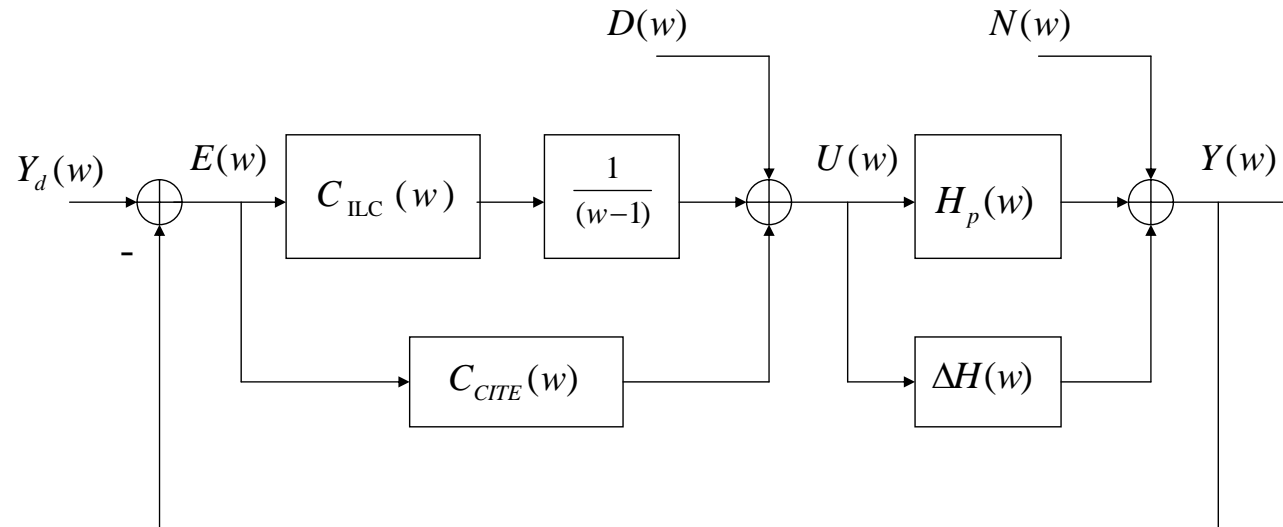 D(w)
N(w)
Y_d(w)
E(w)
C_ILC(w)
1/(w-1)
U(w)
H_p(w)
Y(w)
-
C_CITE(w)
ΔH(w)